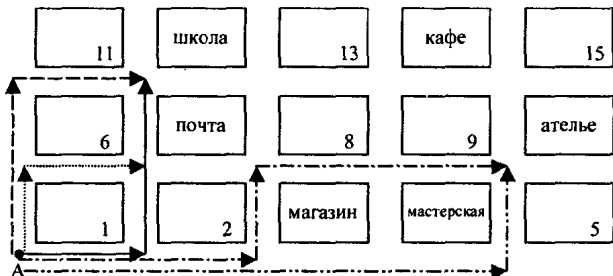 11 школа 13 кафе 15
6 почта 8 9 ателье
1 2 магазин мастерская 5
А